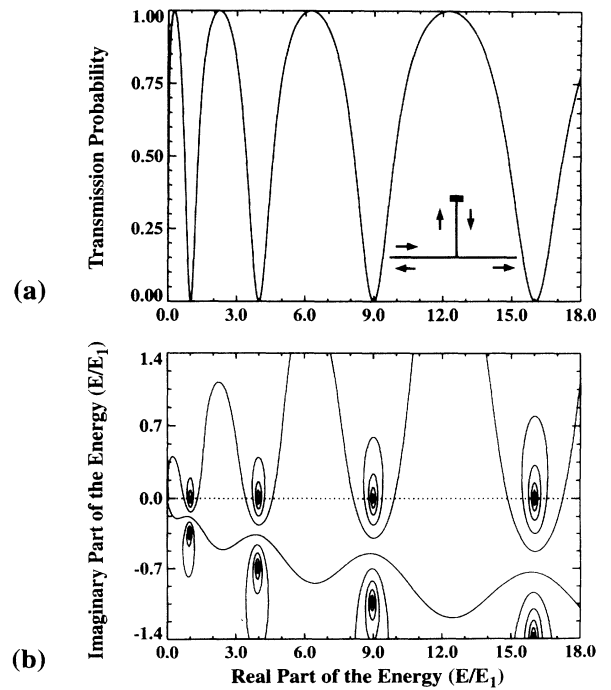 (a)
Transmission Probability
1.00
0.75
0.50
0.25
0.00
0.0 3.0 6.0 9.0 12.0 15.0 18.0
(b)
Imaginary Part of the Energy (E/E1)
1.4
0.7
0.0
-0.7
-1.4
0.0 3.0 6.0 9.0 12.0 15.0 18.0
Real Part of the Energy (E/E1)